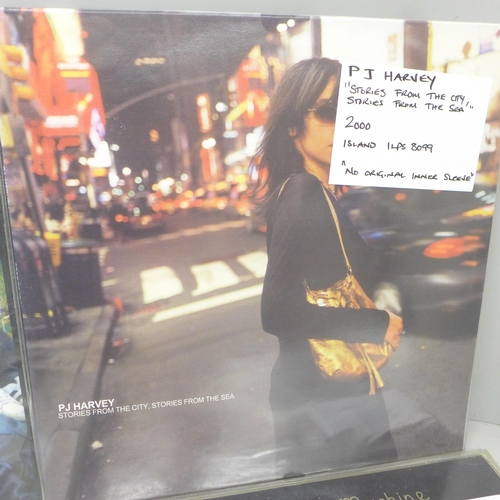 PJ HARVEY
"STORIES FROM THE CITY,
STORIES FROM THE SEA"
2000
ISLAND ILPS 8099
"NO ORIGINAL INNER SLEEVE"
PJ HARVEY
STORIES FROM THE CITY, STORIES FROM THE SEA